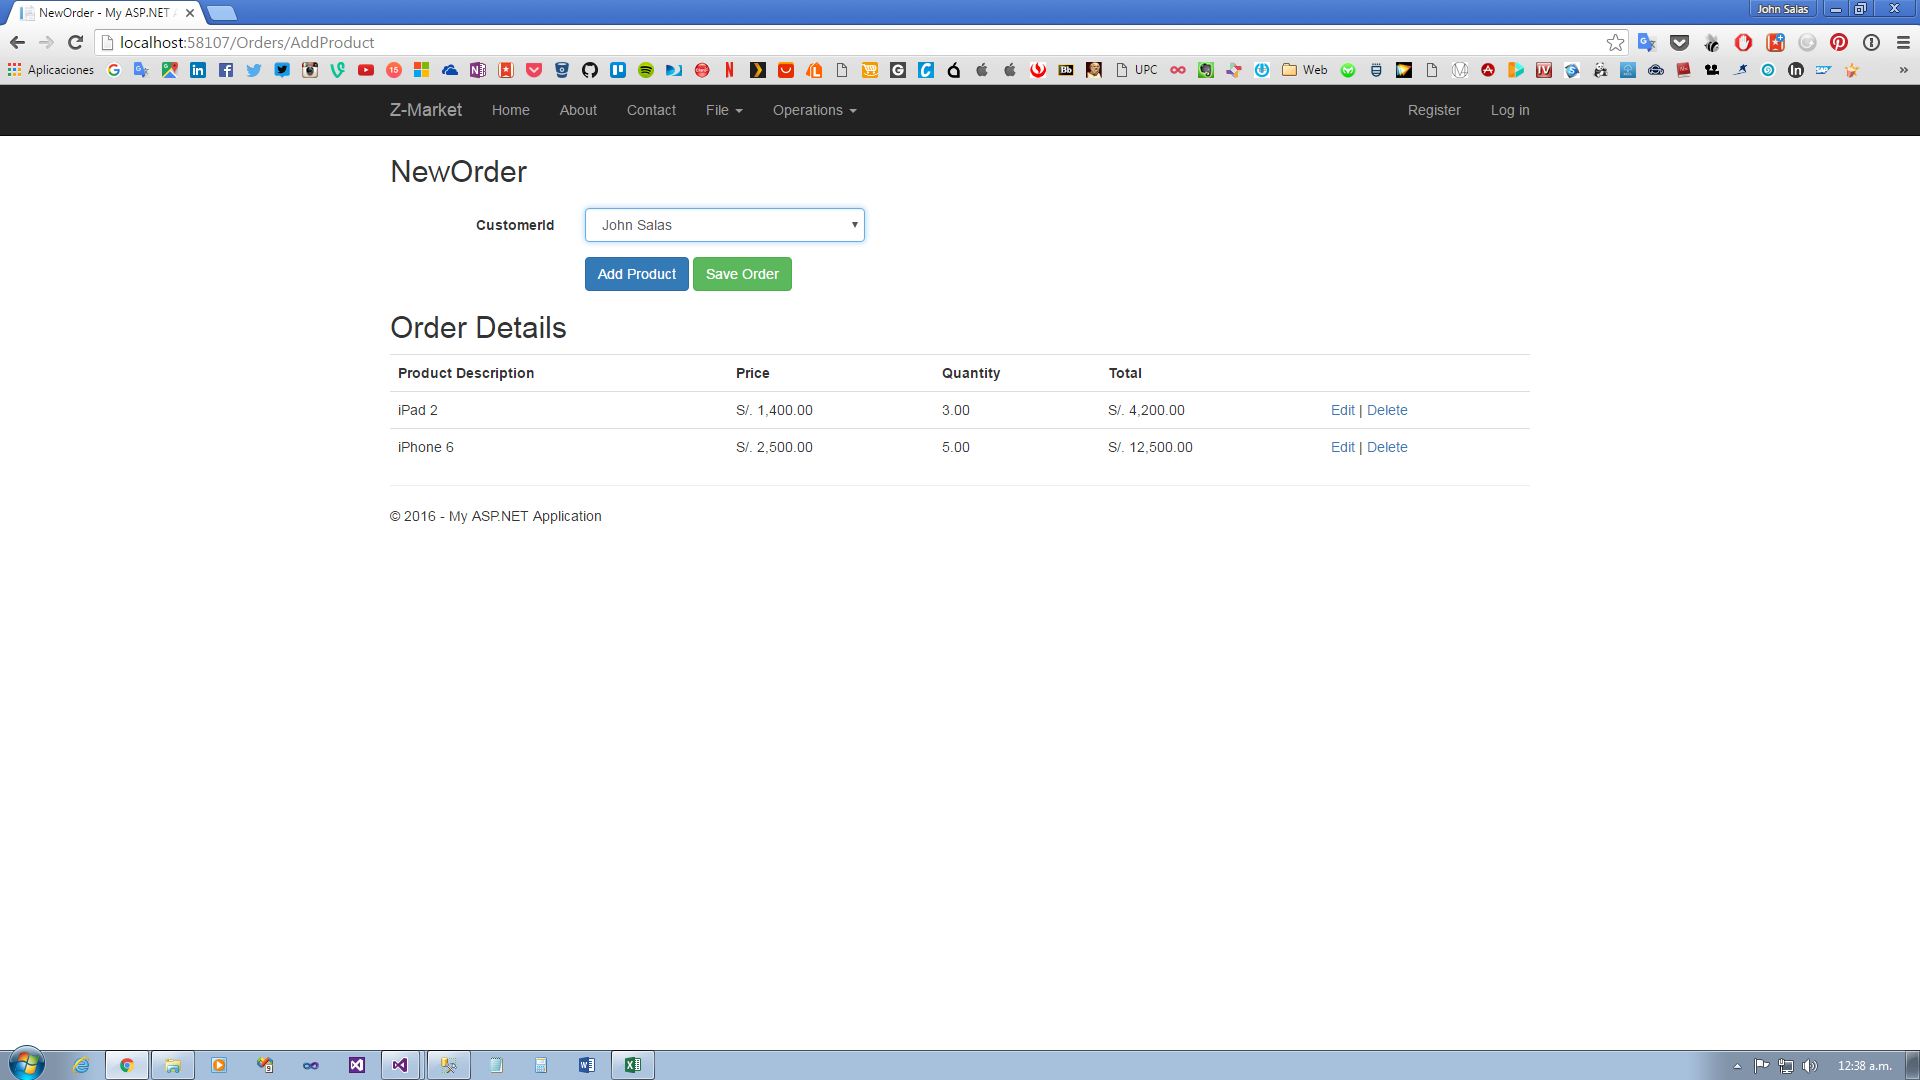 NewOrder - My ASP.NET
John Salas
localhost:58107/Orders/AddProduct
Aplicaciones
UPC
Web
Z-Market Home About Contact File Operations Register Log in
NewOrder
CustomerId John Salas
Add Product Save Order
Order Details
Product Description Price Quantity Total
iPad 2 S/. 1,400.00 3.00 S/. 4,200.00 Edit | Delete
iPhone 6 S/. 2,500.00 5.00 S/. 12,500.00 Edit | Delete
© 2016 - My ASP.NET Application
12:38 a.m.